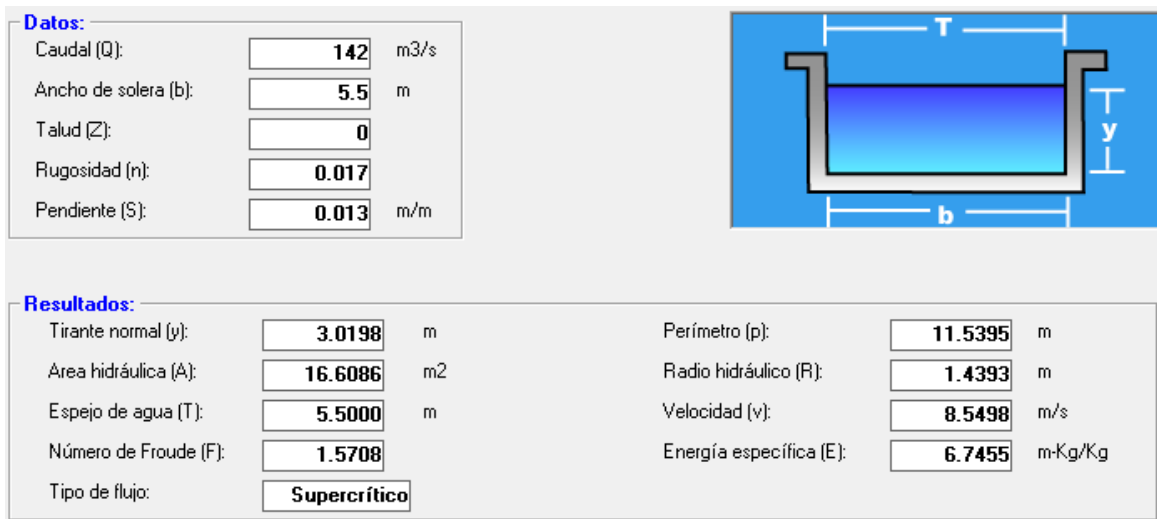 Datos:
Caudal (Q): 142 m3/s
Ancho de solera (b): 5.5 m
Talud (Z): 0
Rugosidad (n): 0.017
Pendiente (S): 0.013 m/m
T
y
b
Resultados:
Tirante normal (y): 3.0198 m Perímetro (p): 11.5395 m
Area hidráulica (A): 16.6086 m2 Radio hidráulico (R): 1.4393 m
Espejo de agua (T): 5.5000 m Velocidad (v): 8.5498 m/s
Número de Froude (F): 1.5708 Energía específica (E): 6.7455 m-Kg/Kg
Tipo de flujo: Supercrítico